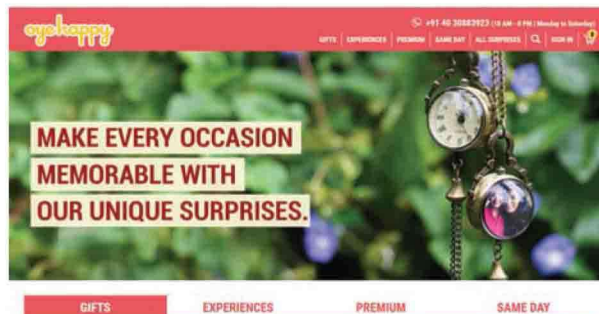 oyehappy
+91 40 30883923 (10 AM - 8 PM | Monday to Saturday)
GIFTS | EXPERIENCES | PREMIUM | SAME DAY | ALL SURPRISES | SIGN IN
MAKE EVERY OCCASION
MEMORABLE WITH
OUR UNIQUE SURPRISES.
GIFTS EXPERIENCES PREMIUM SAME DAY